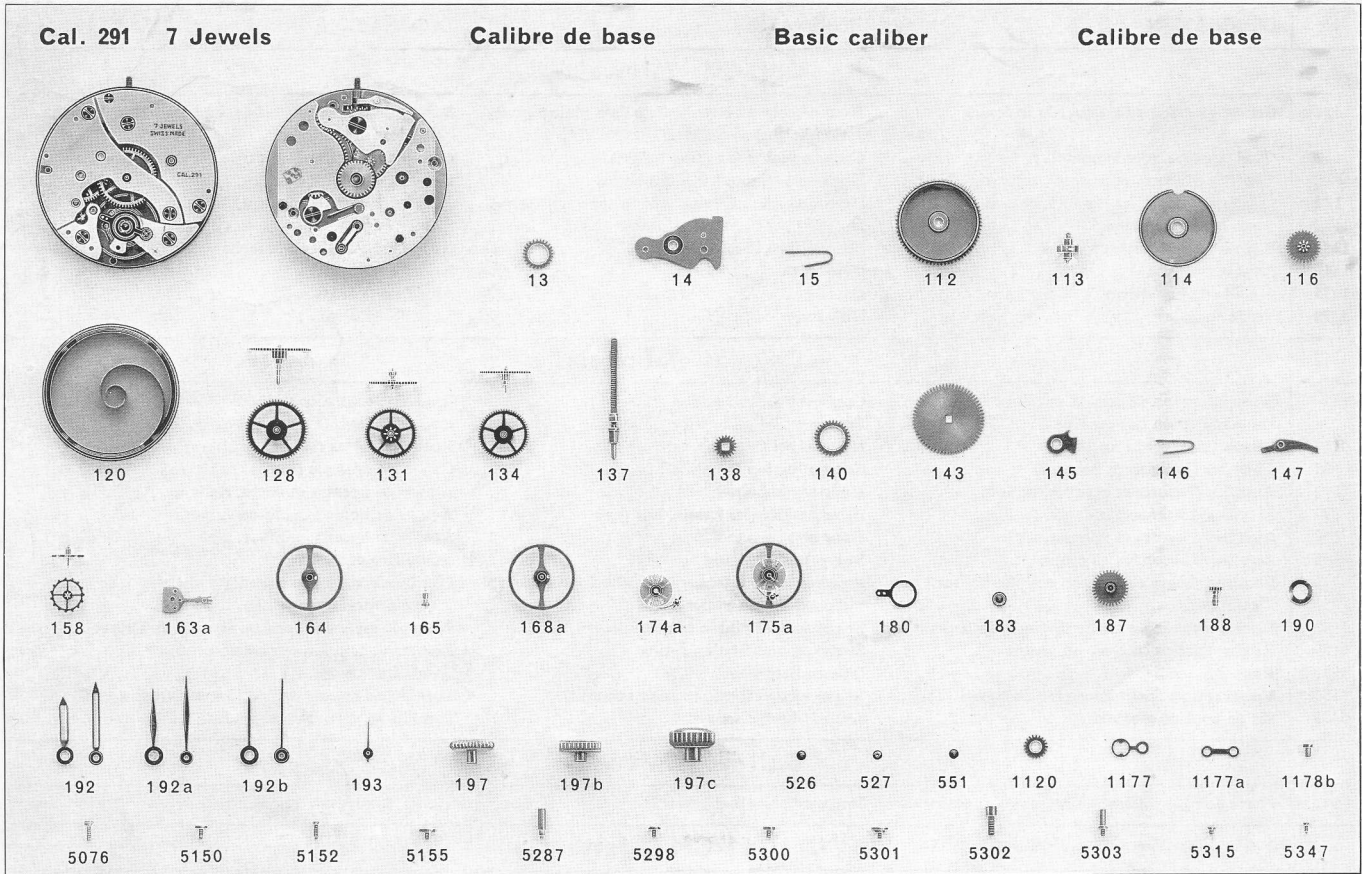 Cal. 291 7 Jewels Calibre de base Basic caliber Calibre de base
7 JEWELS
SWISS MADE
CAL. 291
13 14 15 112 113 114 116
120 128 131 134 137 138 140 143 145 146 147
158 163a 164 165 168a 174a 175a 180 183 187 188 190
192 192a 192b 193 197 197b 197c 526 527 551 1120 1177 1177a 1178b
5076 5150 5152 5155 5287 5298 5300 5301 5302 5303 5315 5347